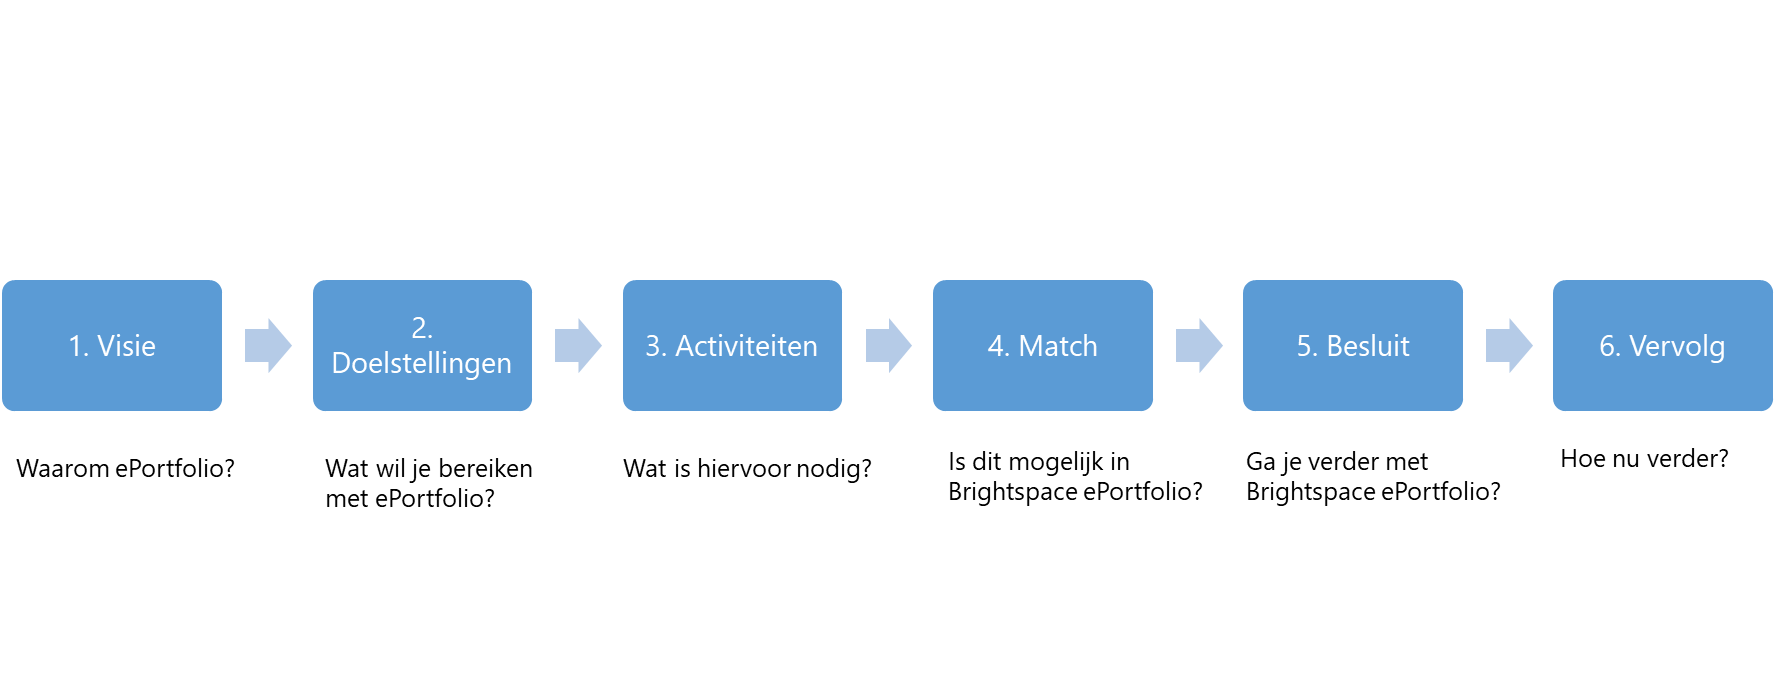 1. Visie
2.
Doelstellingen
3. Activiteiten
4. Match
5. Besluit
6. Vervolg
Waarom ePortfolio?
Wat wil je bereiken
met ePortfolio?
Wat is hiervoor nodig?
Is dit mogelijk in
Brightspace ePortfolio?
Ga je verder met
Brightspace ePortfolio?
Hoe nu verder?